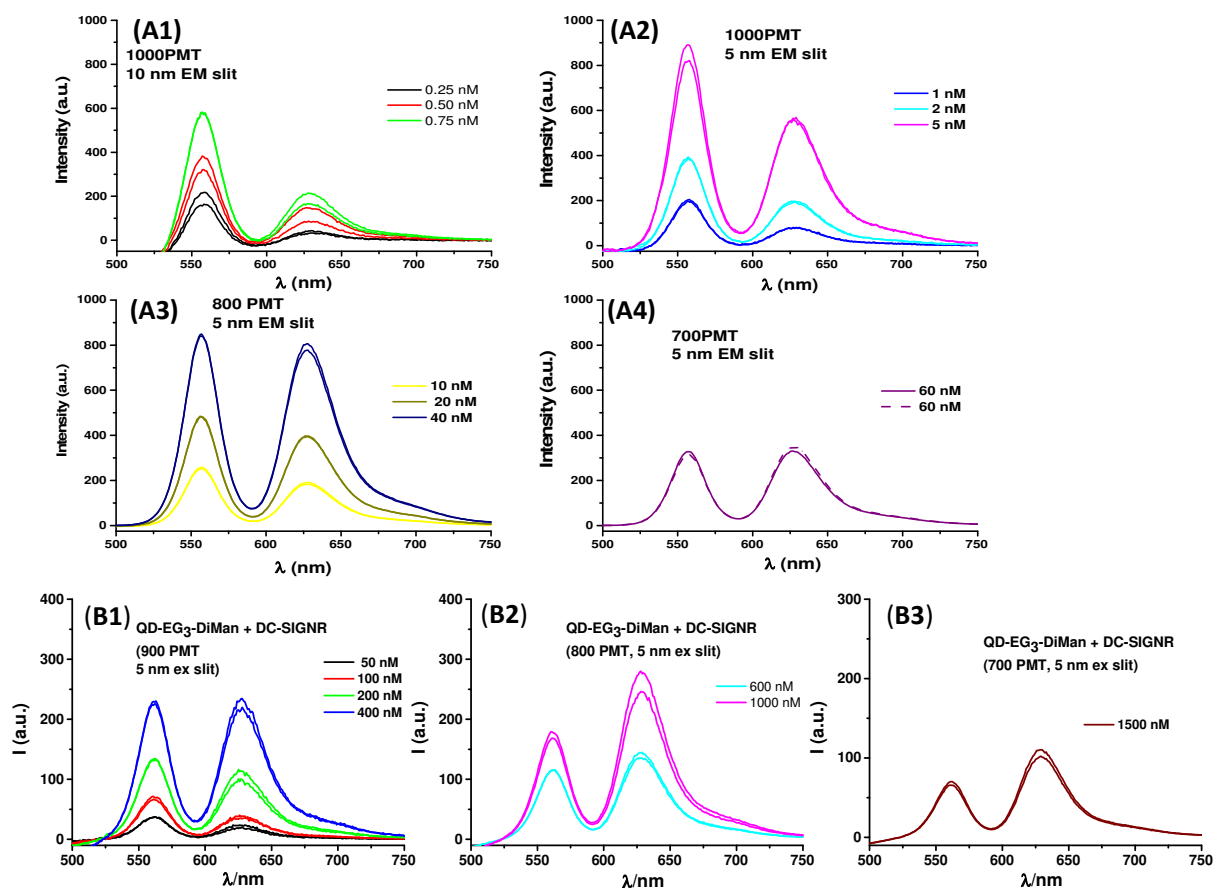 (A1)
1000PMT
10 nm EM slit
0.25 nM
0.50 nM
0.75 nM
Intensity (a.u.)
1000
800
600
400
200
0
500 550 600 650 700 750
λ (nm)
(A2)
1000PMT
5 nm EM slit
1 nM
2 nM
5 nM
Intensity (a.u.)
1000
900
800
700
600
500
400
300
200
100
0
500 550 600 650 700 750
λ (nm)
(A3)
800 PMT
5 nm EM slit
10 nM
20 nM
40 nM
Intensity (a.u.)
1000
800
600
400
200
0
500 550 600 650 700 750
λ (nm)
(A4)
700PMT
5 nm EM slit
60 nM
60 nM
Intensity (a.u.)
1000
800
600
400
200
0
500 550 600 650 700 750
λ (nm)
(B1)
QD-EG3-DiMan + DC-SIGNR
(900 PMT
5 nm ex slit)
50 nM
100 nM
200 nM
400 nM
I (a.u.)
400
300
200
100
0
500 550 600 650 700 750
λ/nm
(B2)
QD-EG3-DiMan + DC-SIGNR
(800 PMT, 5 nm ex slit)
600 nM
1000 nM
I (a.u.)
400
300
200
100
0
500 550 600 650 700 750
λ/nm
(B3)
QD-EG3-DiMan + DC-SIGNR
(700 PMT, 5 nm ex slit)
1500 nM
I (a.u.)
300
200
100
0
500 550 600 650 700 750
λ/nm